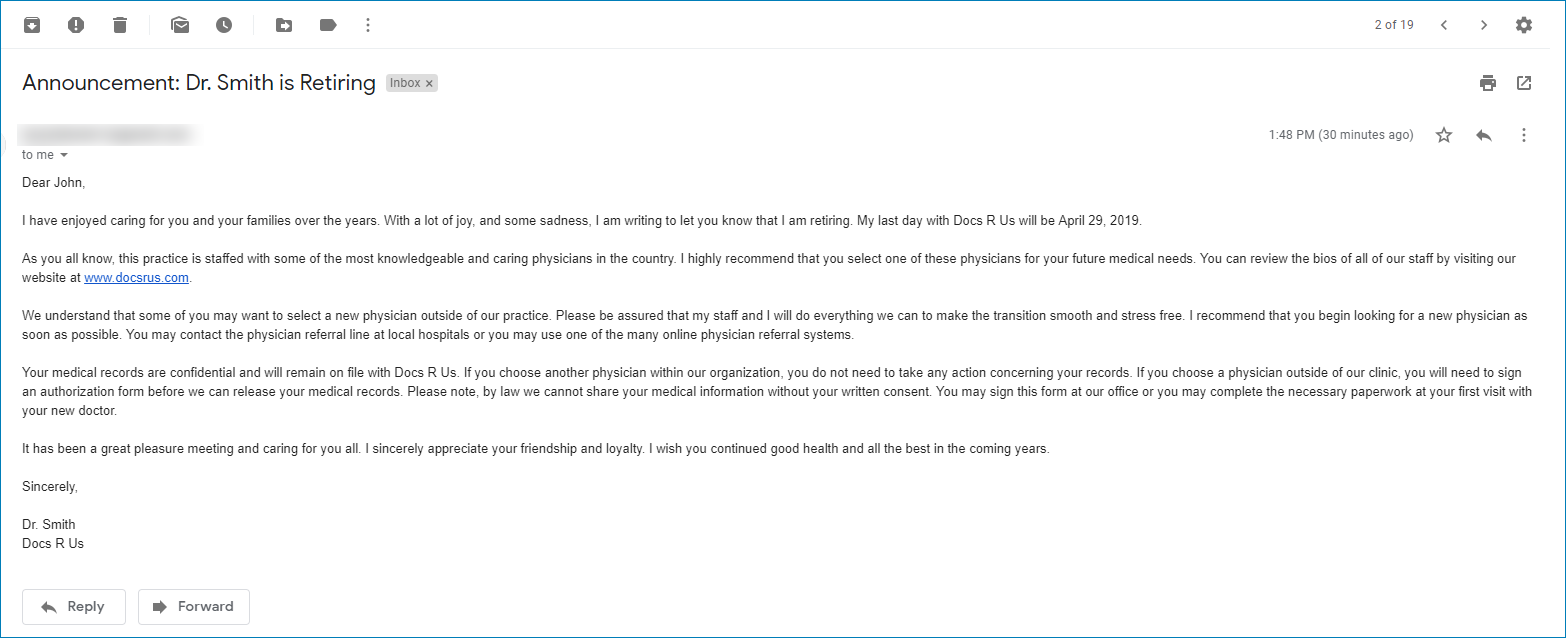 2 of 19
Announcement: Dr. Smith is Retiring Inbox x
1:48 PM (30 minutes ago)
to me
Dear John,
I have enjoyed caring for you and your families over the years. With a lot of joy, and some sadness, I am writing to let you know that I am retiring. My last day with Docs R Us will be April 29, 2019.
As you all know, this practice is staffed with some of the most knowledgeable and caring physicians in the country. I highly recommend that you select one of these physicians for your future medical needs. You can review the bios of all of our staff by visiting our
website at www.docsrus.com.
We understand that some of you may want to select a new physician outside of our practice. Please be assured that my staff and I will do everything we can to make the transition smooth and stress free. I recommend that you begin looking for a new physician as
soon as possible. You may contact the physician referral line at local hospitals or you may use one of the many online physician referral systems.
Your medical records are confidential and will remain on file with Docs R Us. If you choose another physician within our organization, you do not need to take any action concerning your records. If you choose a physician outside of our clinic, you will need to sign
an authorization form before we can release your medical records. Please note, by law we cannot share your medical information without your written consent. You may sign this form at our office or you may complete the necessary paperwork at your first visit with
your new doctor.
It has been a great pleasure meeting and caring for you all. I sincerely appreciate your friendship and loyalty. I wish you continued good health and all the best in the coming years.
Sincerely,
Dr. Smith
Docs R Us
Reply Forward